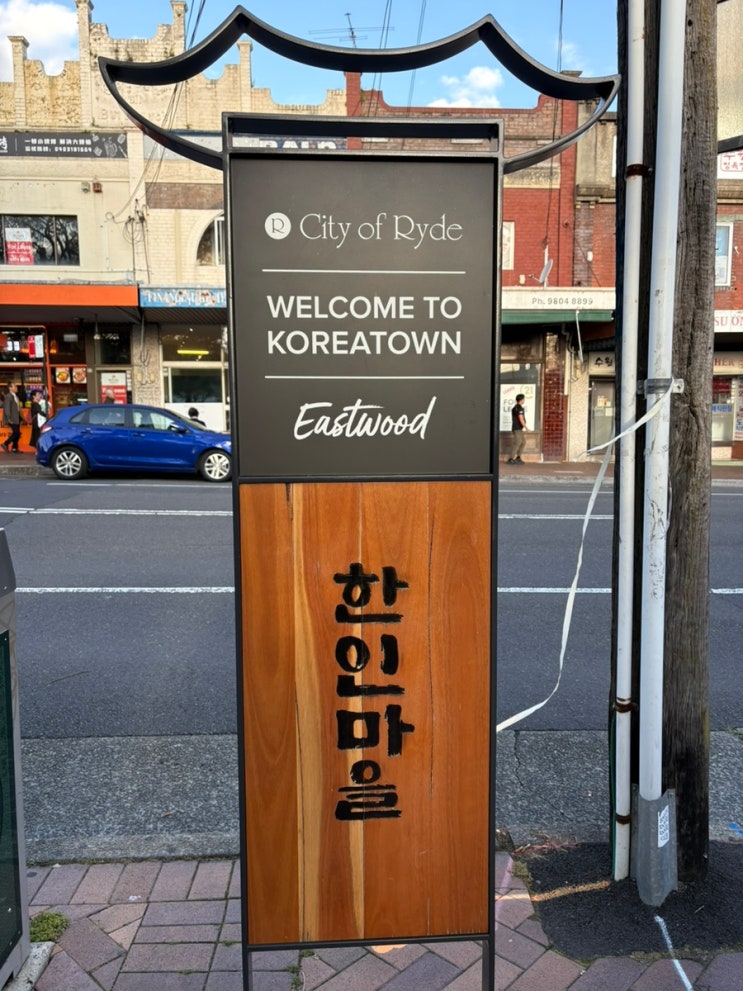 R City of Ryde
WELCOME TO
KOREATOWN
Eastwood
한인마을
Ph. 9804 8899